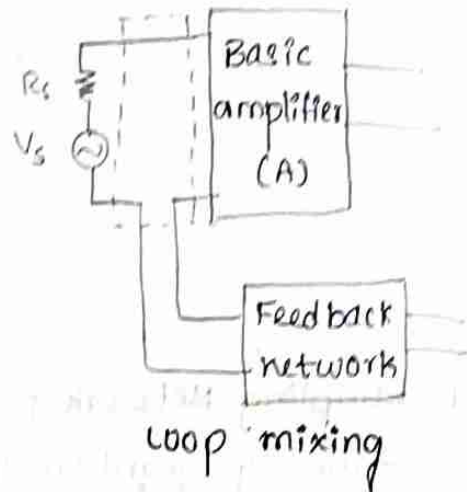 Basic
amplifier
(A)
Rs
Vs
Feedback
network
Loop mixing